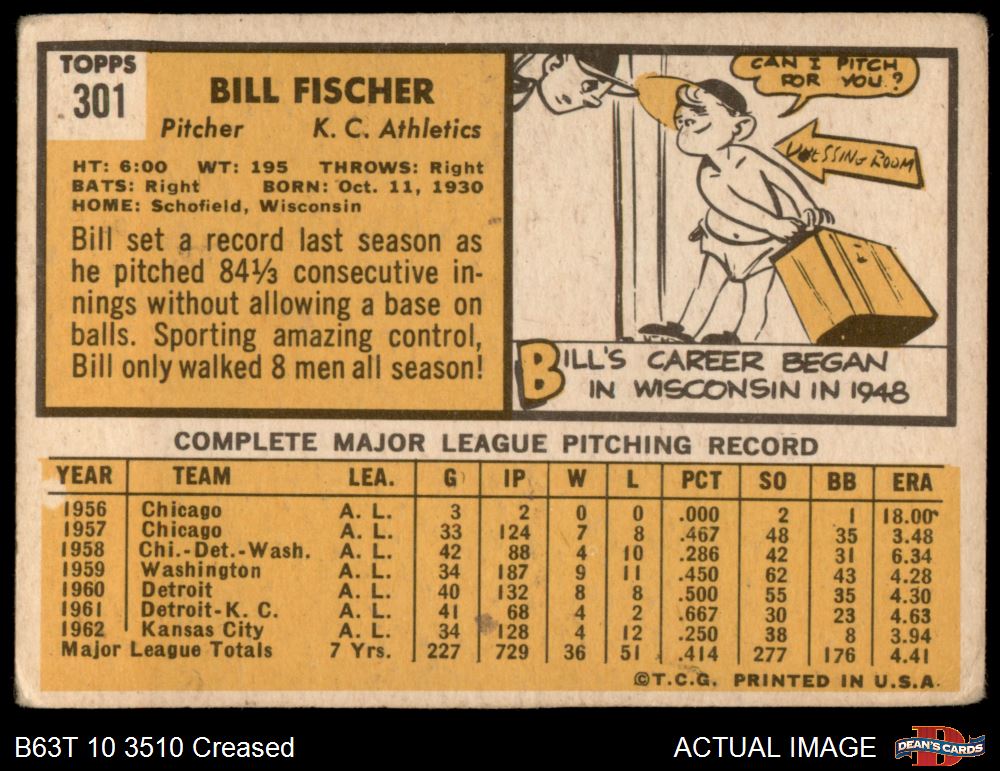 TOPPS
301
BILL FISCHER
Pitcher K. C. Athletics
HT: 6:00 WT: 195 THROWS: Right
BATS: Right BORN: Oct. 11, 1930
HOME: Schofield, Wisconsin
Bill set a record last season as
he pitched 84⅓ consecutive in-
nings without allowing a base on
balls. Sporting amazing control,
Bill only walked 8 men all season!
CAN I PITCH
FOR YOU?
DRESSING ROOM
BILL'S CAREER BEGAN
IN WISCONSIN IN 1948
COMPLETE MAJOR LEAGUE PITCHING RECORD
YEAR TEAM LEA. G IP W L PCT SO BB ERA
1956 Chicago A. L. 3 2 0 0 .000 2 1 18.00
1957 Chicago A. L. 33 124 7 8 .467 48 35 3.48
1958 Chi.-Det.-Wash. A. L. 42 88 4 10 .286 42 31 6.34
1959 Washington A. L. 34 187 9 11 .450 62 43 4.28
1960 Detroit A. L. 40 132 8 8 .500 55 35 4.30
1961 Detroit-K. C. A. L. 41 68 4 2 .667 30 23 4.63
1962 Kansas City A. L. 34 128 4 12 .250 38 8 3.94
Major League Totals 7 Yrs. 227 729 36 51 .414 277 176 4.41
©T.C.G. PRINTED IN U.S.A.
B63T 10 3510 Creased ACTUAL IMAGE
D
DEAN'S CARDS